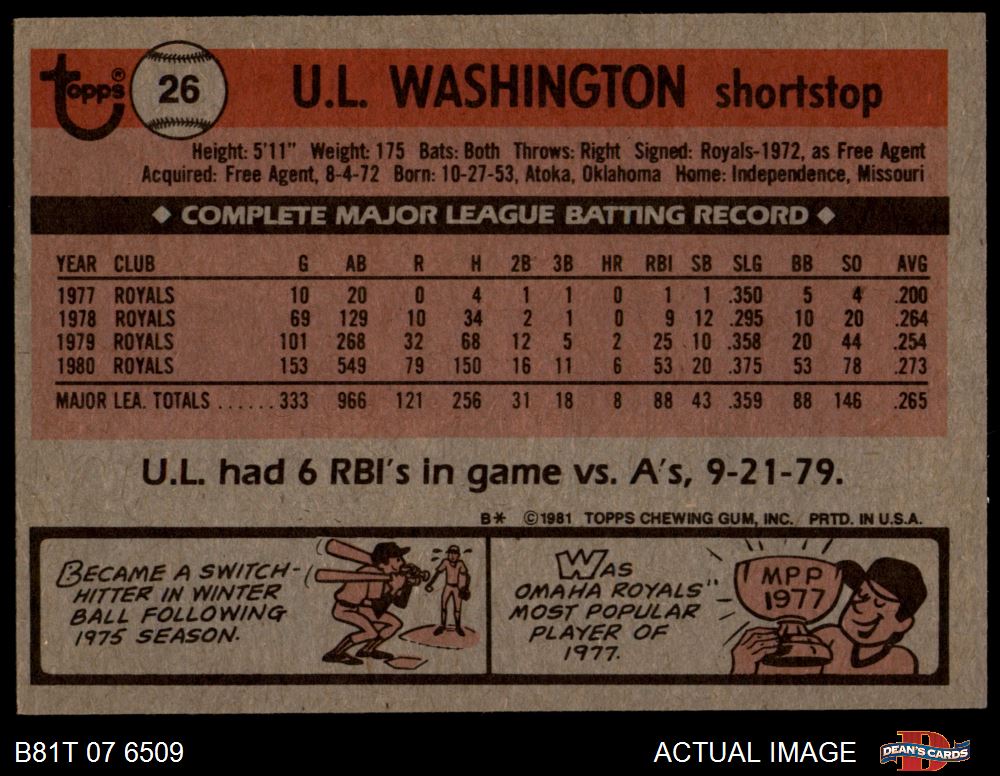 topps®
26
U.L. WASHINGTON shortstop
Height: 5'11" Weight: 175 Bats: Both Throws: Right Signed: Royals-1972, as Free Agent
Acquired: Free Agent, 8-4-72 Born: 10-27-53, Atoka, Oklahoma Home: Independence, Missouri
◆ COMPLETE MAJOR LEAGUE BATTING RECORD ◆
YEAR CLUB G AB R H 2B 3B HR RBI SB SLG BB SO AVG
1977 ROYALS 10 20 0 4 1 1 0 1 1 .350 5 4 .200
1978 ROYALS 69 129 10 34 2 1 0 9 12 .295 10 20 .264
1979 ROYALS 101 268 32 68 12 5 2 25 10 .358 20 44 .254
1980 ROYALS 153 549 79 150 16 11 6 53 20 .375 53 78 .273
MAJOR LEA. TOTALS ...... 333 966 121 256 31 18 8 88 43 .359 88 146 .265
U.L. had 6 RBI's in game vs. A's, 9-21-79.
B* ©1981 TOPPS CHEWING GUM, INC. PRTD. IN U.S.A.
BECAME A SWITCH-
HITTER IN WINTER
BALL FOLLOWING
1975 SEASON.
WAS
OMAHA ROYALS"
MOST POPULAR
PLAYER OF
1977.
MPP
1977
B81T 07 6509
ACTUAL IMAGE
D
DEAN'S CARDS